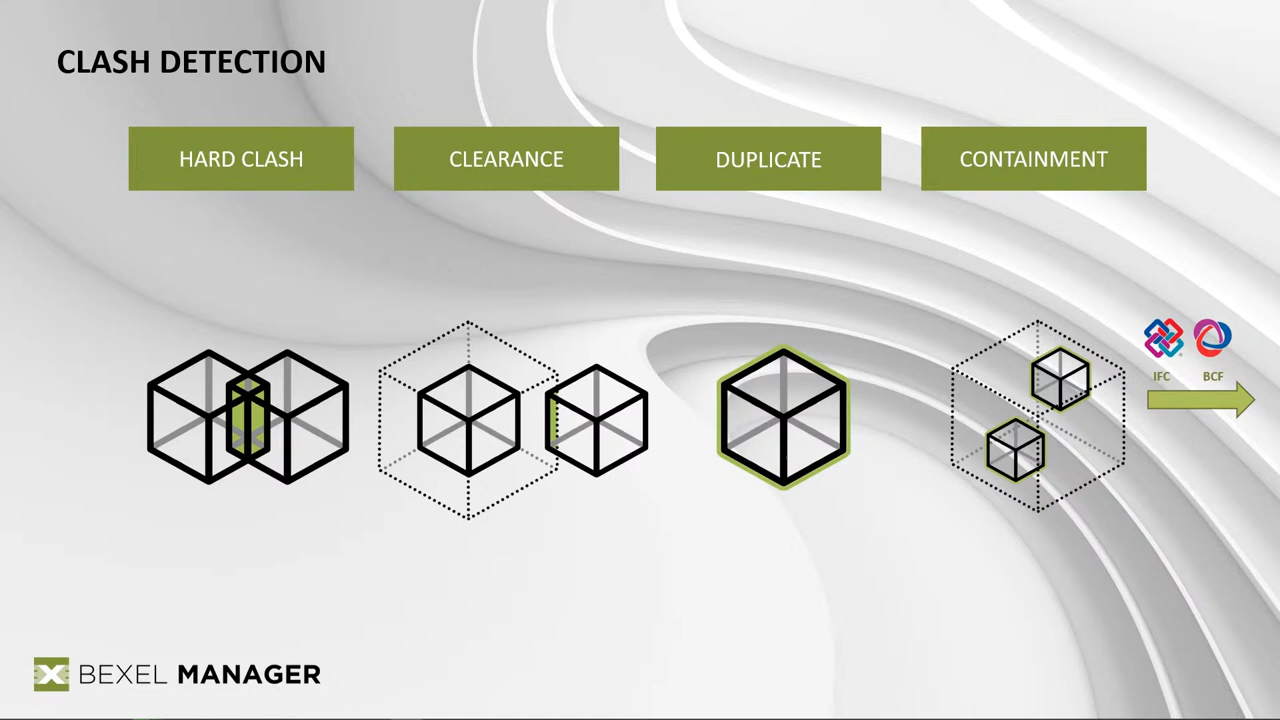 CLASH DETECTION
HARD CLASH
CLEARANCE
DUPLICATE
CONTAINMENT
IFC
BCF
BEXEL MANAGER